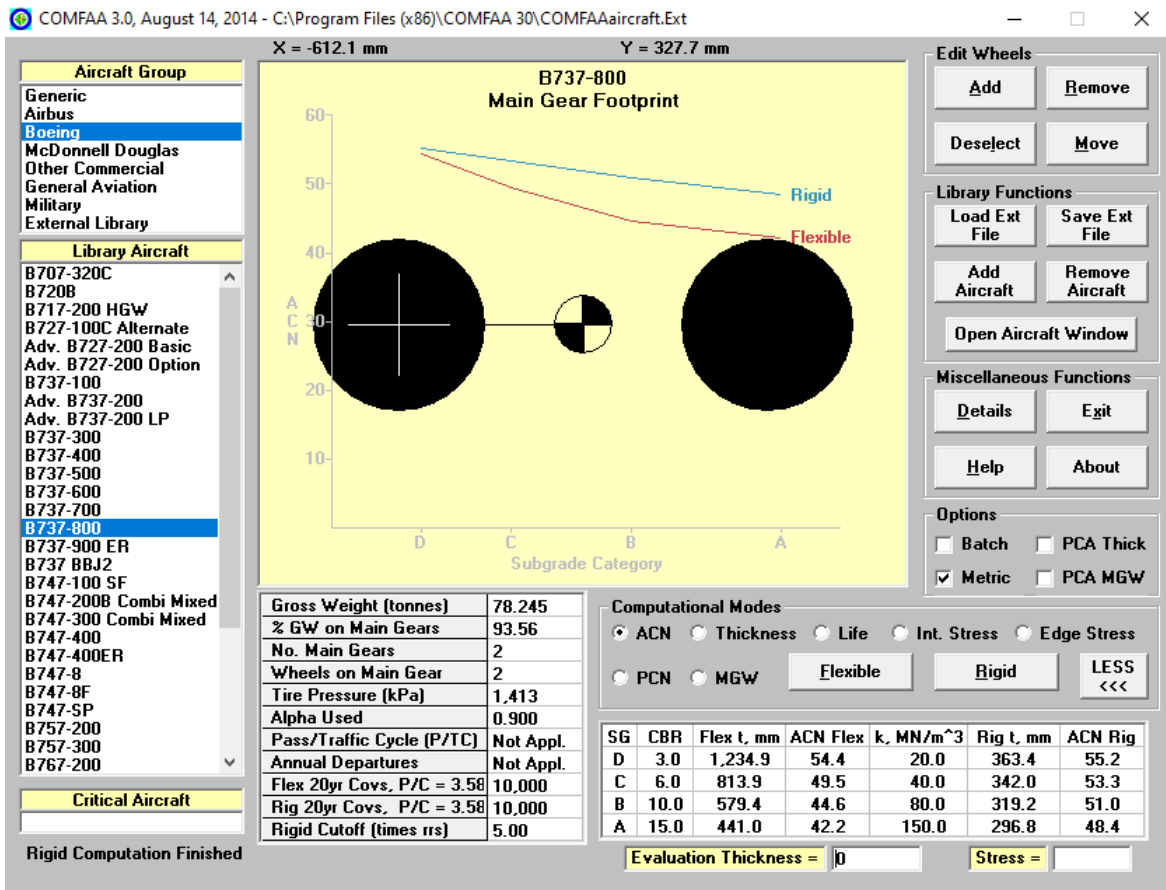 COMFAA 3.0, August 14, 2014 - C:\Program Files (x86)\COMFAA 30\COMFAAaircraft.Ext
X = -612.1 mm
Y = 327.7 mm
Aircraft Group
Generic
Airbus
Boeing
McDonnell Douglas
Other Commercial
General Aviation
Military
External Library
Library Aircraft
B707-320C
B720B
B717-200 HGW
B727-100C Alternate
Adv. B727-200 Basic
Adv. B727-200 Option
B737-100
Adv. B737-200
Adv. B737-200 LP
B737-300
B737-400
B737-500
B737-600
B737-700
B737-800
B737-900 ER
B737 BBJ2
B747-100 SF
B747-200B Combi Mixed
B747-300 Combi Mixed
B747-400
B747-400ER
B747-8
B747-8F
B747-SP
B757-200
B757-300
B767-200
Critical Aircraft
Rigid Computation Finished
B737-800
Main Gear Footprint
60
50
40
30
20
10
A
C
N
Rigid
Flexible
D C B A
Subgrade Category
Gross Weight (tonnes) 78.245
% GW on Main Gears 93.56
No. Main Gears 2
Wheels on Main Gear 2
Tire Pressure (kPa) 1,413
Alpha Used 0.900
Pass/Traffic Cycle (P/TC) Not Appl.
Annual Departures Not Appl.
Flex 20yr Covs, P/C = 3.58 10,000
Rig 20yr Covs, P/C = 3.58 10,000
Rigid Cutoff (times rrs) 5.00
Edit Wheels
Add Remove
Deselect Move
Library Functions
Load Ext File Save Ext File
Add Aircraft Remove Aircraft
Open Aircraft Window
Miscellaneous Functions
Details Exit
Help About
Options
Batch PCA Thick
Metric PCA MGW
Computational Modes
ACN Thickness Life Int. Stress Edge Stress
PCN MGW Flexible Rigid LESS <<<
SG CBR Flex t, mm ACN Flex k, MN/m^3 Rig t, mm ACN Rig
D 3.0 1,234.9 54.4 20.0 363.4 55.2
C 6.0 813.9 49.5 40.0 342.0 53.3
B 10.0 579.4 44.6 80.0 319.2 51.0
A 15.0 441.0 42.2 150.0 296.8 48.4
Evaluation Thickness = 0 Stress =